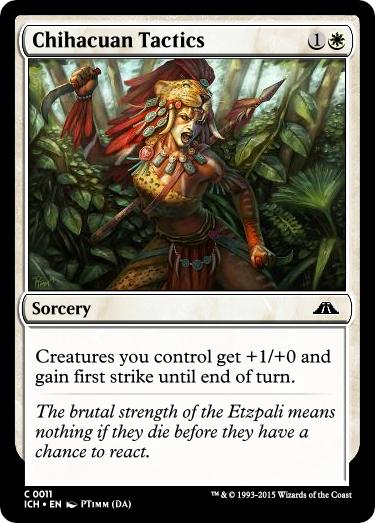 Chihacuan Tactics 1
Sorcery
Creatures you control get +1/+0 and
gain first strike until end of turn.
The brutal strength of the Etzpali means
nothing if they die before they have a
chance to react.
C 0011
ICH • EN PTIMM (DA)
™ & © 1993-2015 Wizards of the Coast